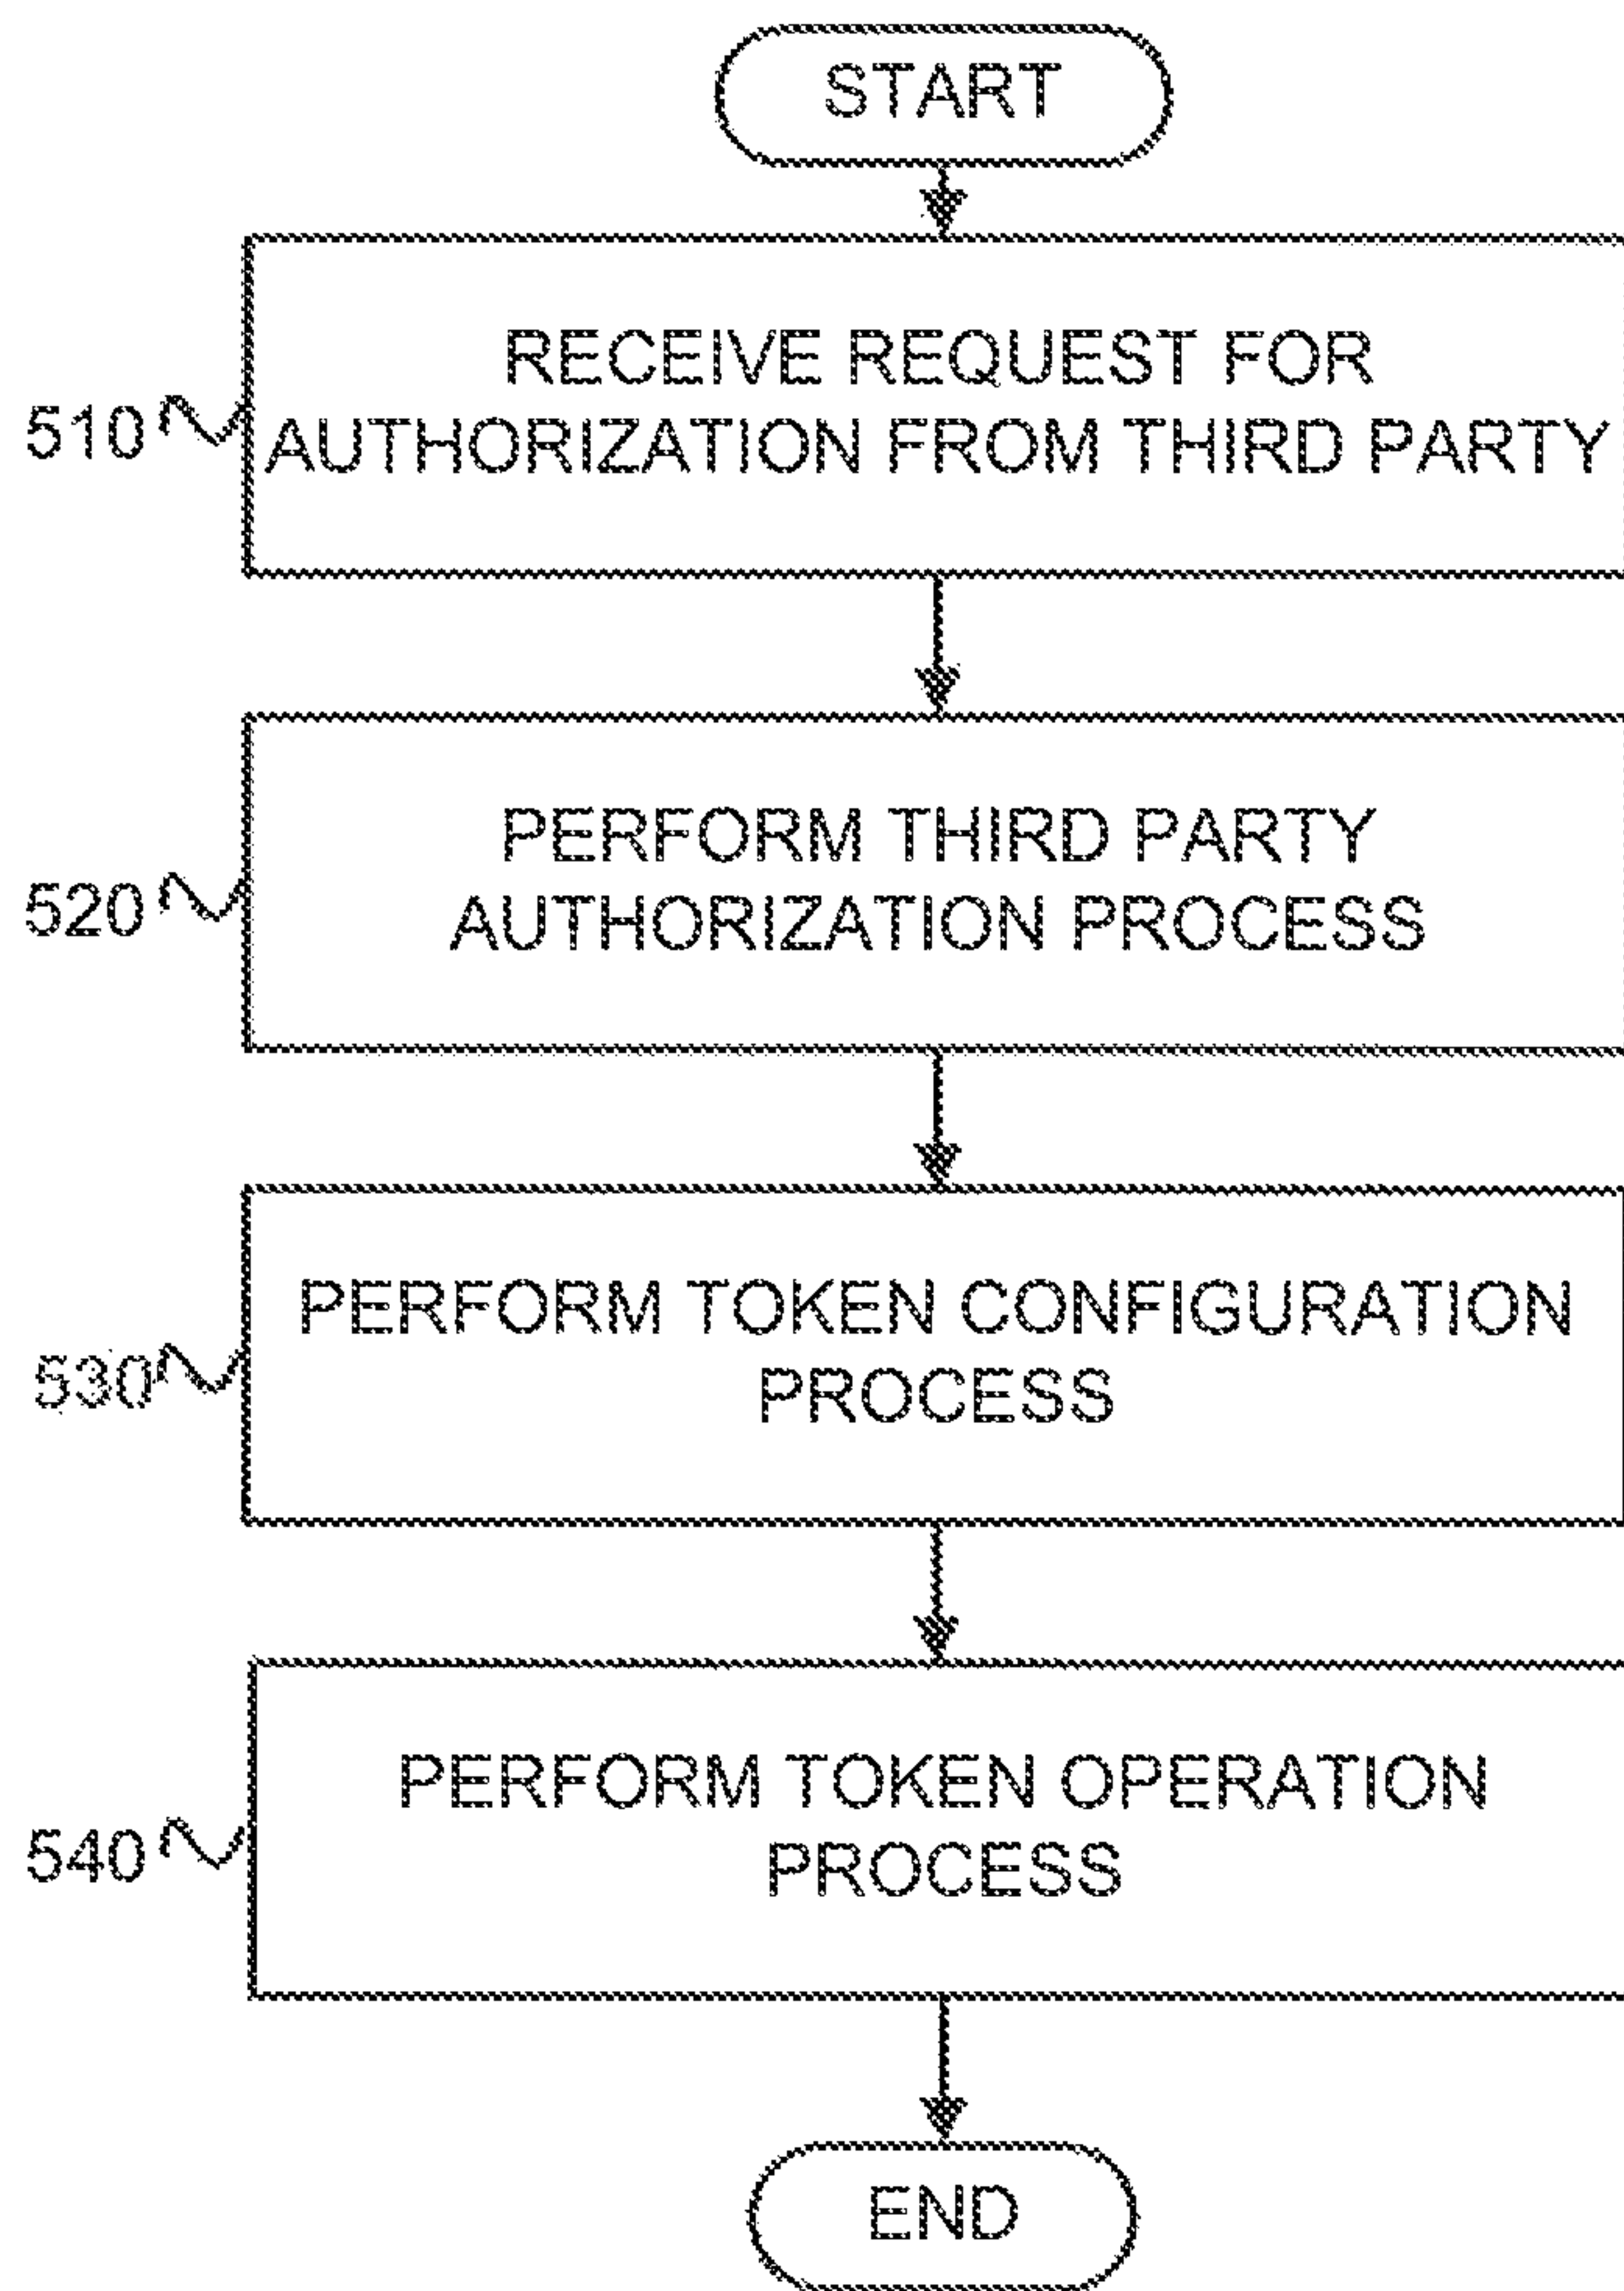 START
RECEIVE REQUEST FOR
510 AUTHORIZATION FROM THIRD PARTY
PERFORM THIRD PARTY
520 AUTHORIZATION PROCESS
PERFORM TOKEN CONFIGURATION
530 PROCESS
PERFORM TOKEN OPERATION
540 PROCESS
END